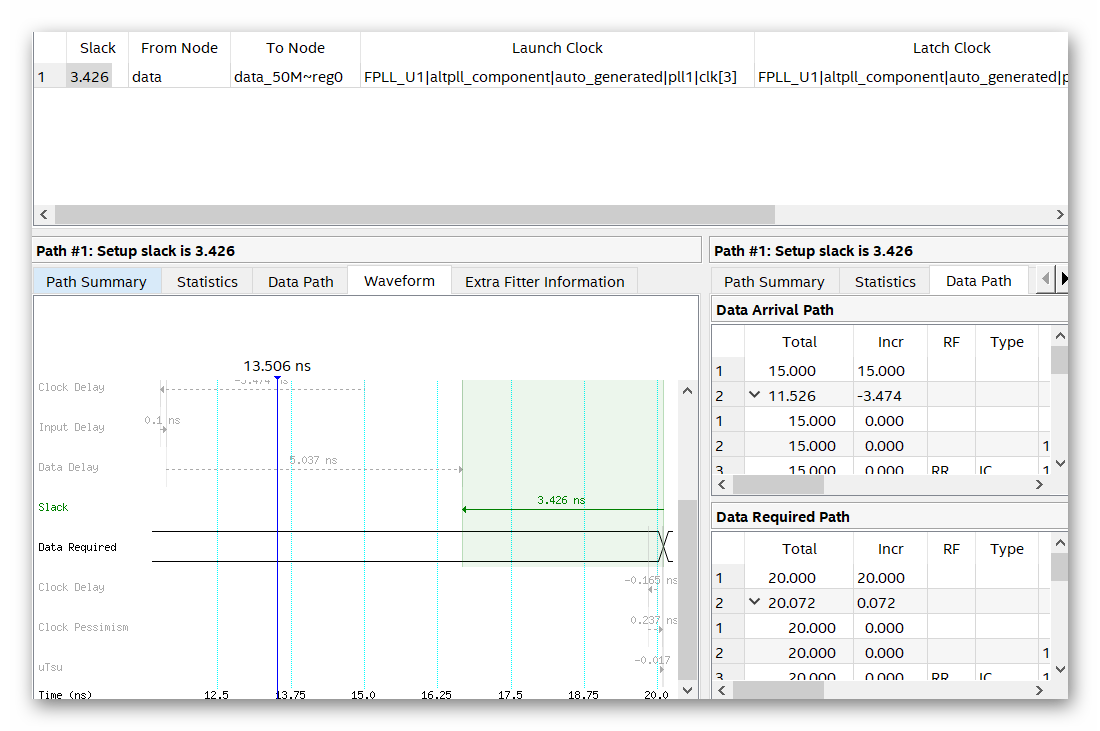 Slack From Node To Node Launch Clock Latch Clock
1 3.426 data data_50M~reg0 FPLL_U1|altpll_component|auto_generated|pll1|clk[3] FPLL_U1|altpll_component|auto_generated|p
Path #1: Setup slack is 3.426
Path Summary Statistics Data Path Waveform Extra Fitter Information
13.506 ns
Clock Delay -3.474 ns
Input Delay 0.1 ns
Data Delay 5.037 ns
Slack 3.426 ns
Data Required
Clock Delay -0.165 ns
Clock Pessimism 0.237 ns
uTsu -0.017
Time (ns) 12.5 13.75 15.0 16.25 17.5 18.75 20.0
Path #1: Setup slack is 3.426
Path Summary Statistics Data Path
Data Arrival Path
Total Incr RF Type
1 15.000 15.000
2 11.526 -3.474
1 15.000 0.000
2 15.000 0.000 1
3 15.000 0.000 RR IC 1
Data Required Path
Total Incr RF Type
1 20.000 20.000
2 20.072 0.072
1 20.000 0.000
2 20.000 0.000 1
3 20.000 0.000 RR IC 1